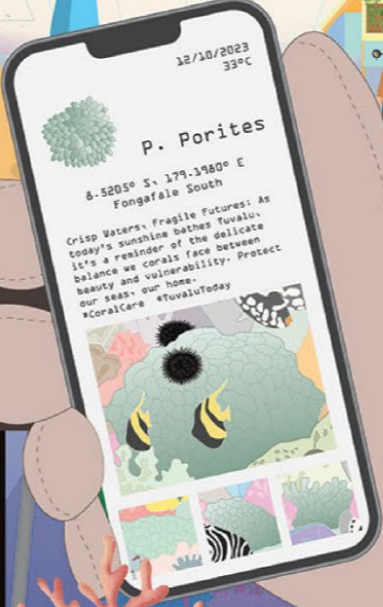 12/10/2023
33°C
P. Porites
8.5205° S, 179.1980° E
Fongafale South
Crisp Waters, Fragile Futures: As
today's sunshine bathes Tuvalu,
it's a reminder of the delicate
balance we corals face between
beauty and vulnerability. Protect
our seas, our home.
#CoralCare #TuvaluToday